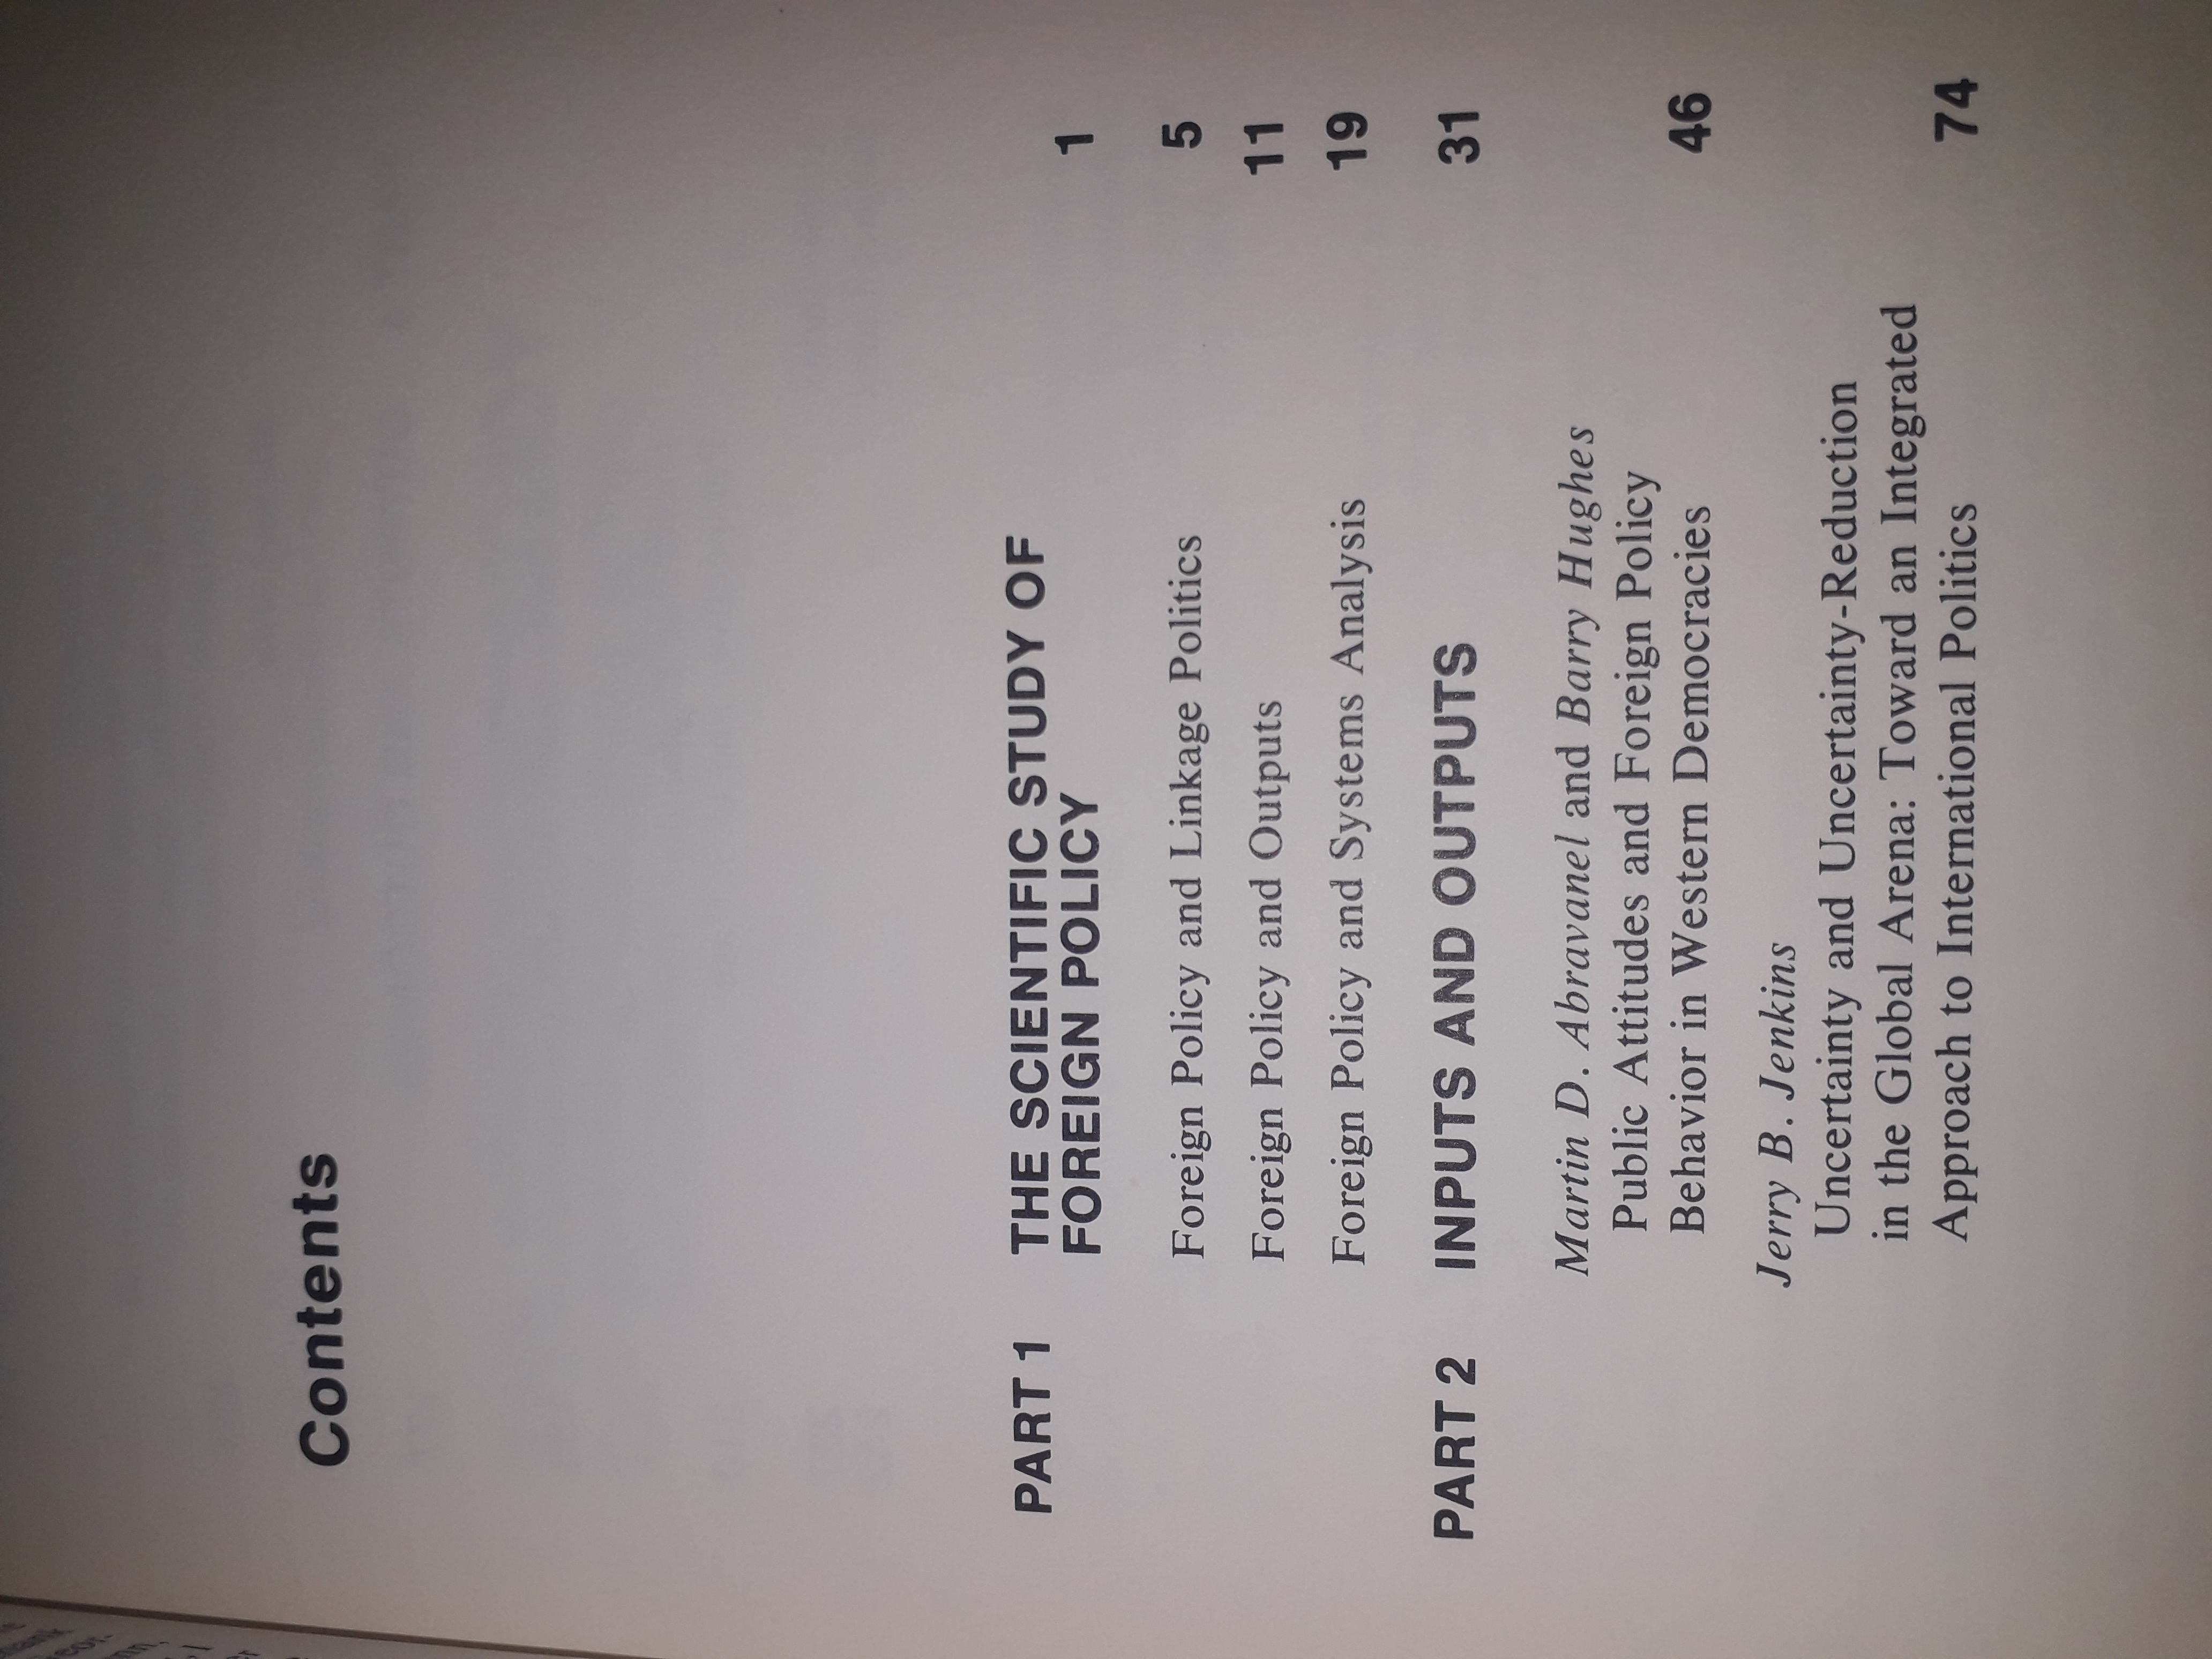 Contents
PART 1 THE SCIENTIFIC STUDY OF
FOREIGN POLICY 1
Foreign Policy and Linkage Politics 5
Foreign Policy and Outputs 11
Foreign Policy and Systems Analysis 19
PART 2 INPUTS AND OUTPUTS 31
Martin D. Abravanel and Barry Hughes
Public Attitudes and Foreign Policy
Behavior in Western Democracies 46
Jerry B. Jenkins
Uncertainty and Uncertainty-Reduction
in the Global Arena: Toward an Integrated
Approach to International Politics 74